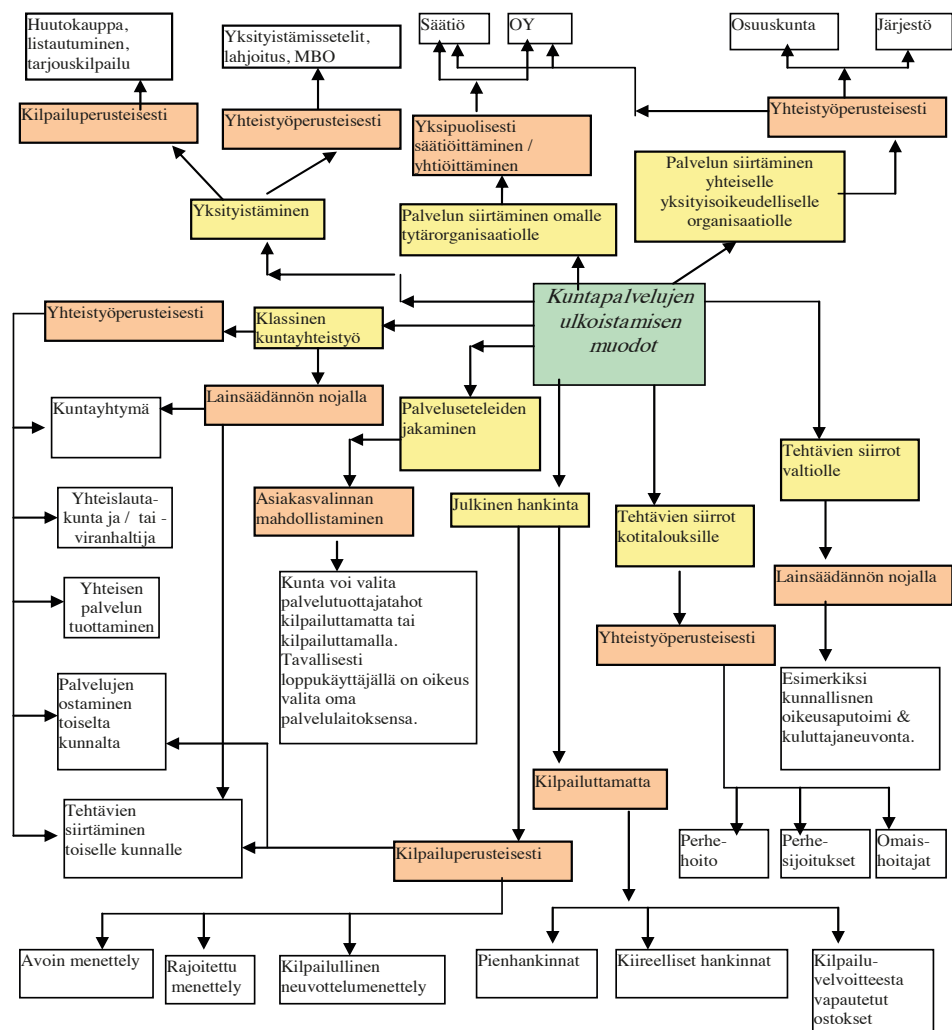 Huutokauppa,
listautuminen,
tarjouskilpailu
Yksityistämissetelit,
lahjoitus, MBO
Säätiö
OY
Osuuskunta
Järjestö
Kilpailuperusteisesti
Yhteistyöperusteisesti
Yksipuolisesti
säätiöittäminen /
yhtiöittäminen
Yhteistyöperusteisesti
Yksityistäminen
Palvelun siirtäminen omalle
tytärorganisaatiolle
Palvelun siirtäminen
yhteiselle
yksityisoikeudelliselle
organisaatiolle
Kuntapalvelujen
ulkoistamisen
muodot
Yhteistyöperusteisesti
Klassinen
kuntayhteistyö
Lainsäädännön nojalla
Palveluseteleiden
jakaminen
Kuntayhtymä
Tehtävien siirrot
valtiolle
Asiakasvalinnan
mahdollistaminen
Julkinen hankinta
Tehtävien siirrot
kotitalouksille
Yhteislauta-
kunta ja / tai -
viranhaltija
Lainsäädännön nojalla
Yhteisen
palvelun
tuottaminen
Kunta voi valita
palvelutuottajatahot
kilpailuttamatta tai
kilpailuttamalla.
Tavallisesti
loppukäyttäjällä on oikeus
valita oma
palvelulaitoksensa.
Yhteistyöperusteisesti
Palvelujen
ostaminen
toiselta
kunnalta
Esimerkiksi
kunnallisnen
oikeusaputoimi &
kuluttajaneuvonta.
Kilpailuttamatta
Tehtävien
siirtäminen
toiselle kunnalle
Kilpailuperusteisesti
Perhe-
hoito
Perhe-
sijoitukset
Omais-
hoitajat
Avoin menettely
Rajoitettu
menettely
Kilpailullinen
neuvottelumenettely
Pienhankinnat
Kiireelliset hankinnat
Kilpailu-
velvoitteesta
vapautetut
ostokset